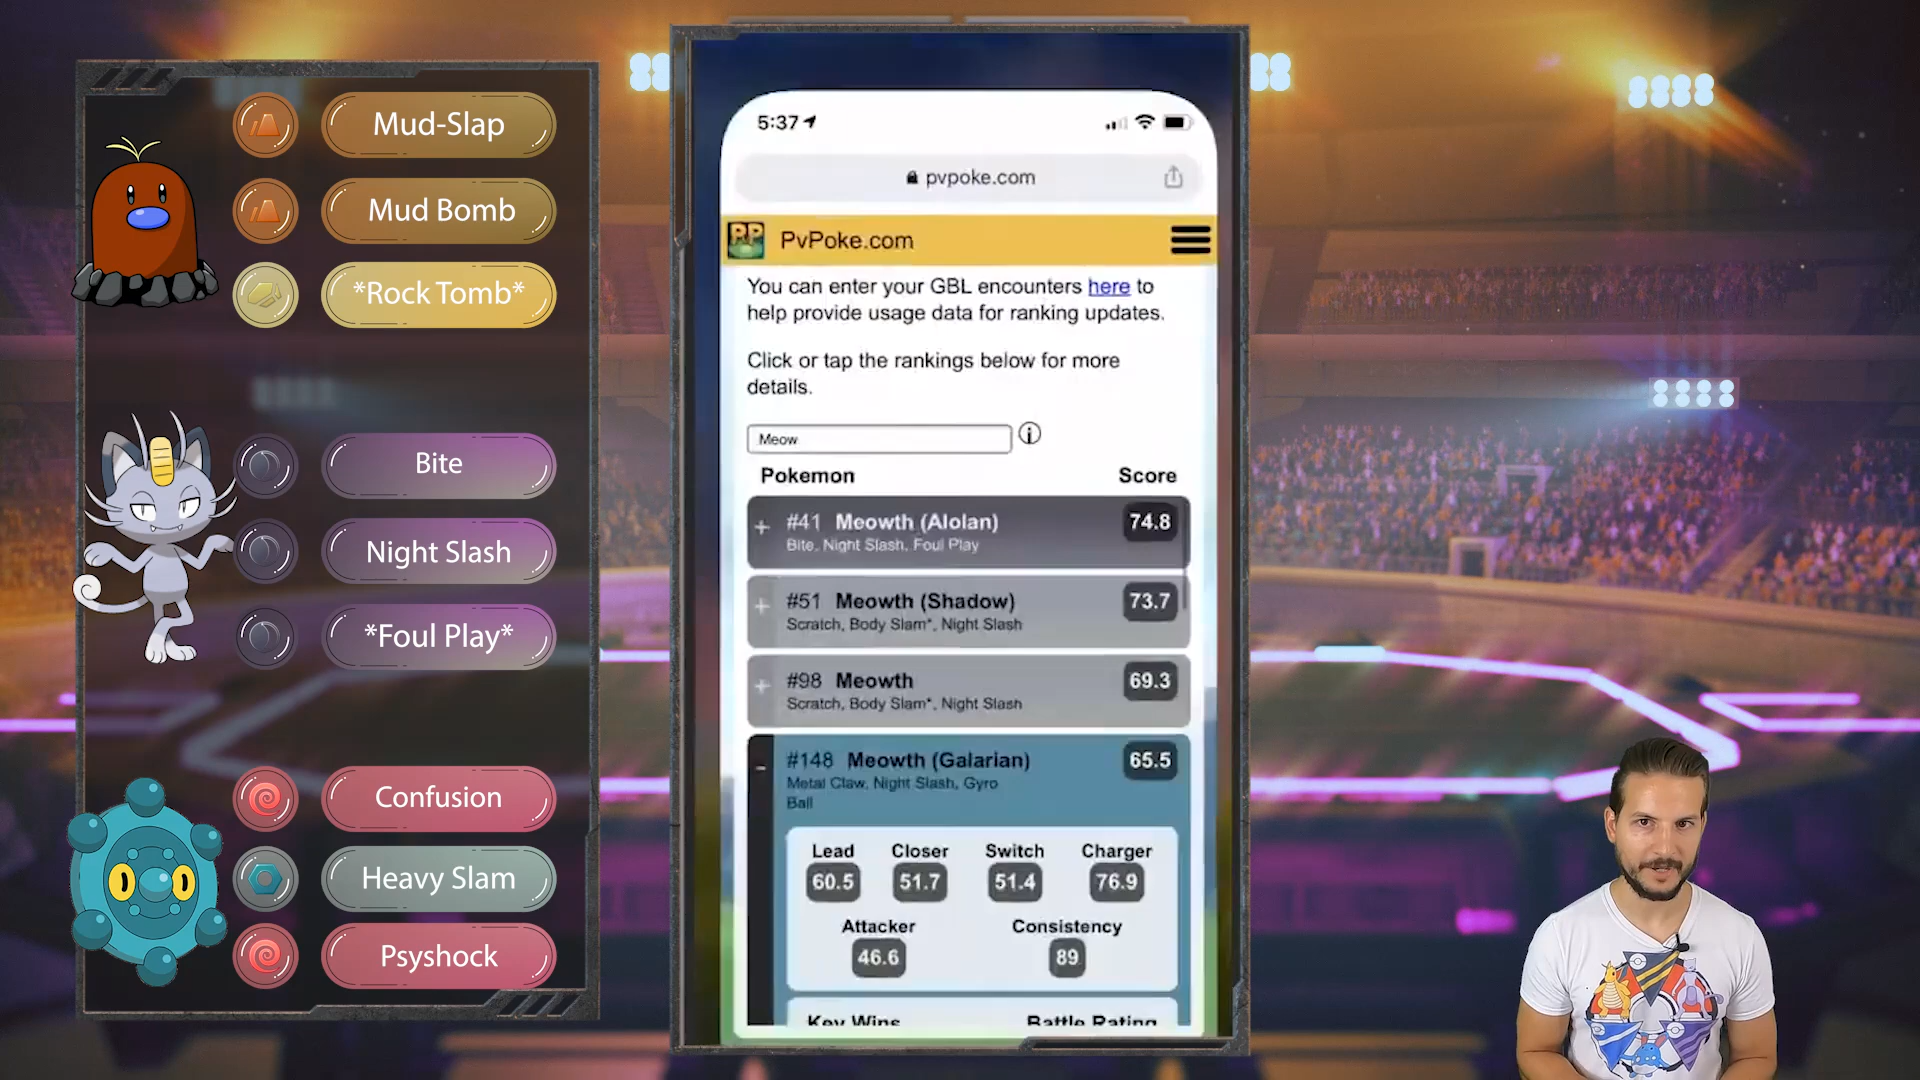 Mud-Slap
Mud Bomb
*Rock Tomb*
Bite
Night Slash
*Foul Play*
Confusion
Heavy Slam
Psyshock
5:37
pvpoke.com
PP
PvPoke.com
You can enter your GBL encounters here to
help provide usage data for ranking updates.
Click or tap the rankings below for more
details.
Meow
Pokemon Score
+ #41 Meowth (Alolan) 74.8
Bite, Night Slash, Foul Play
+ #51 Meowth (Shadow) 73.7
Scratch, Body Slam*, Night Slash
+ #98 Meowth 69.3
Scratch, Body Slam*, Night Slash
- #148 Meowth (Galarian) 65.5
Metal Claw, Night Slash, Gyro
Ball
Lead Closer Switch Charger
60.5 51.7 51.4 76.9
Attacker Consistency
46.6 89
Key Wins Battle Rating